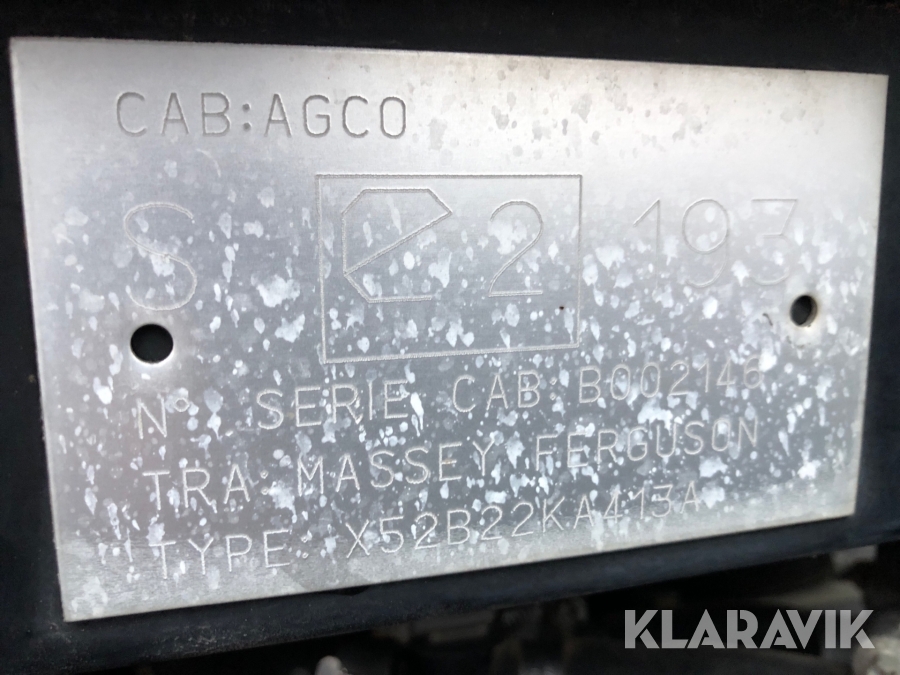 CAB:AGCO
S e 2 193
N° SERIE CAB B002146
TRA MASSEY FERGUSON
TYPE X52B22KA413A
KLARAVIK